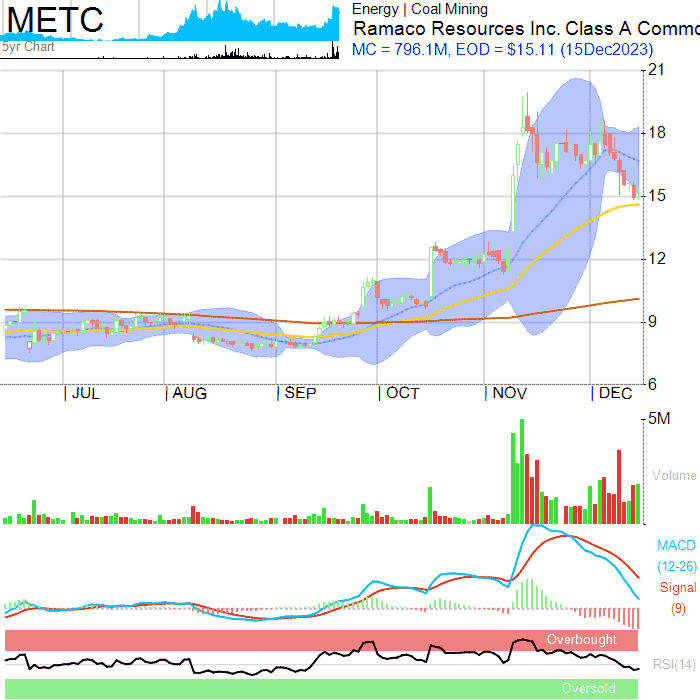 METC
5yr Chart
Energy | Coal Mining
Ramaco Resources Inc. Class A Commo
MC = 796.1M, EOD = $15.11 (15Dec2023)
21
18
15
12
9
6
JUL AUG SEP OCT NOV DEC
5M
Volume
MACD
(12-26)
Signal
(9)
Overbought
RSI(14)
Oversold